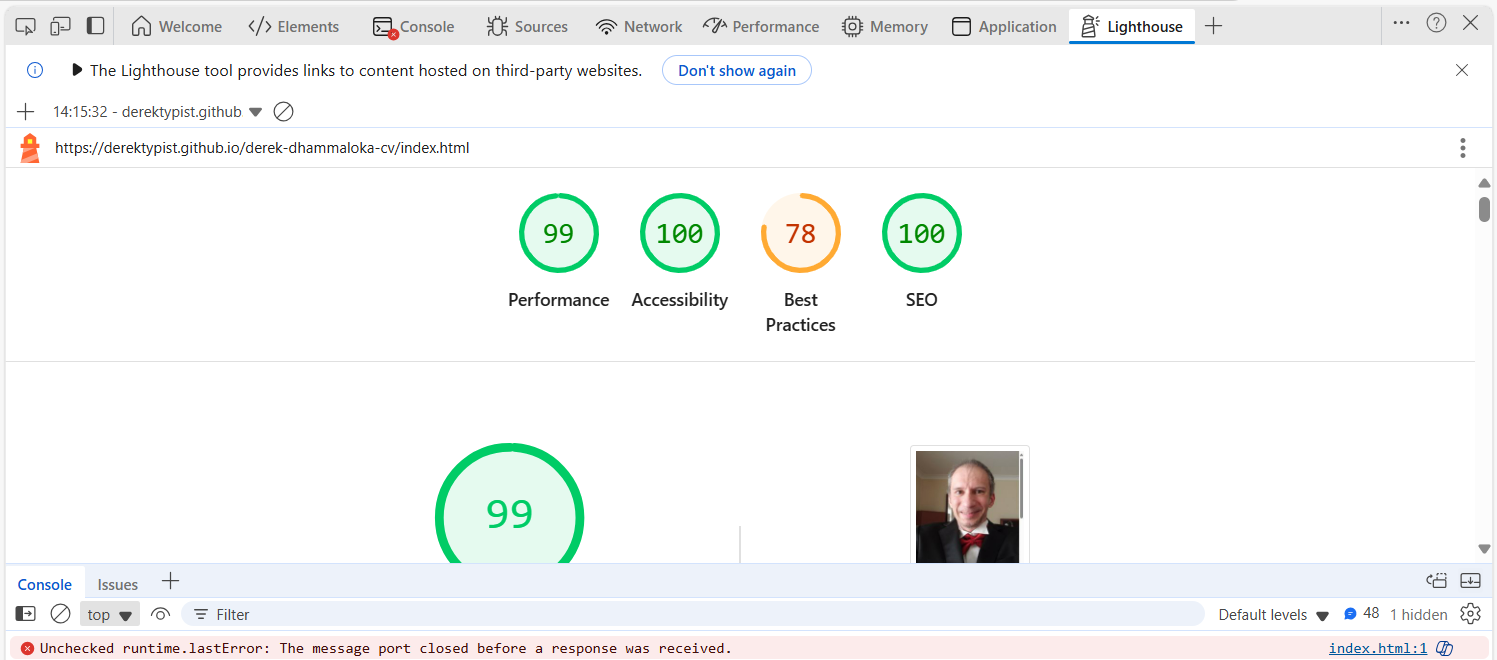 Welcome Elements Console Sources Network Performance Memory Application Lighthouse
The Lighthouse tool provides links to content hosted on third-party websites. Don't show again
14:15:32 - derektypist.github
https://derektypist.github.io/derek-dhammaloka-cv/index.html
99 100 78 100
Performance Accessibility Best Practices SEO
99
Console Issues
top Filter Default levels 48 1 hidden
Unchecked runtime.lastError: The message port closed before a response was received. index.html:1